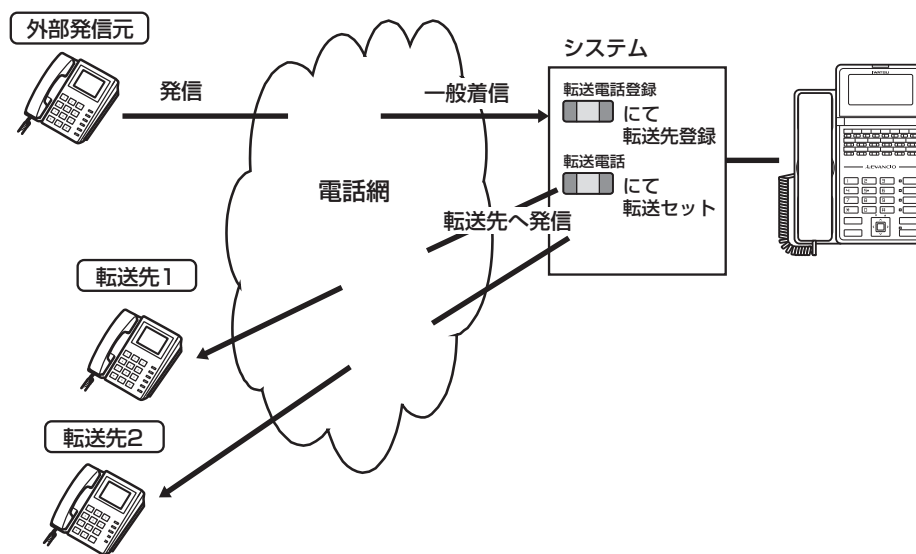 外部発信元
発信
一般着信
システム
転送電話登録
にて
転送先登録
転送電話
にて
転送セット
電話網
転送先へ発信
転送先1
転送先2
IWATSU
LEVANCIO